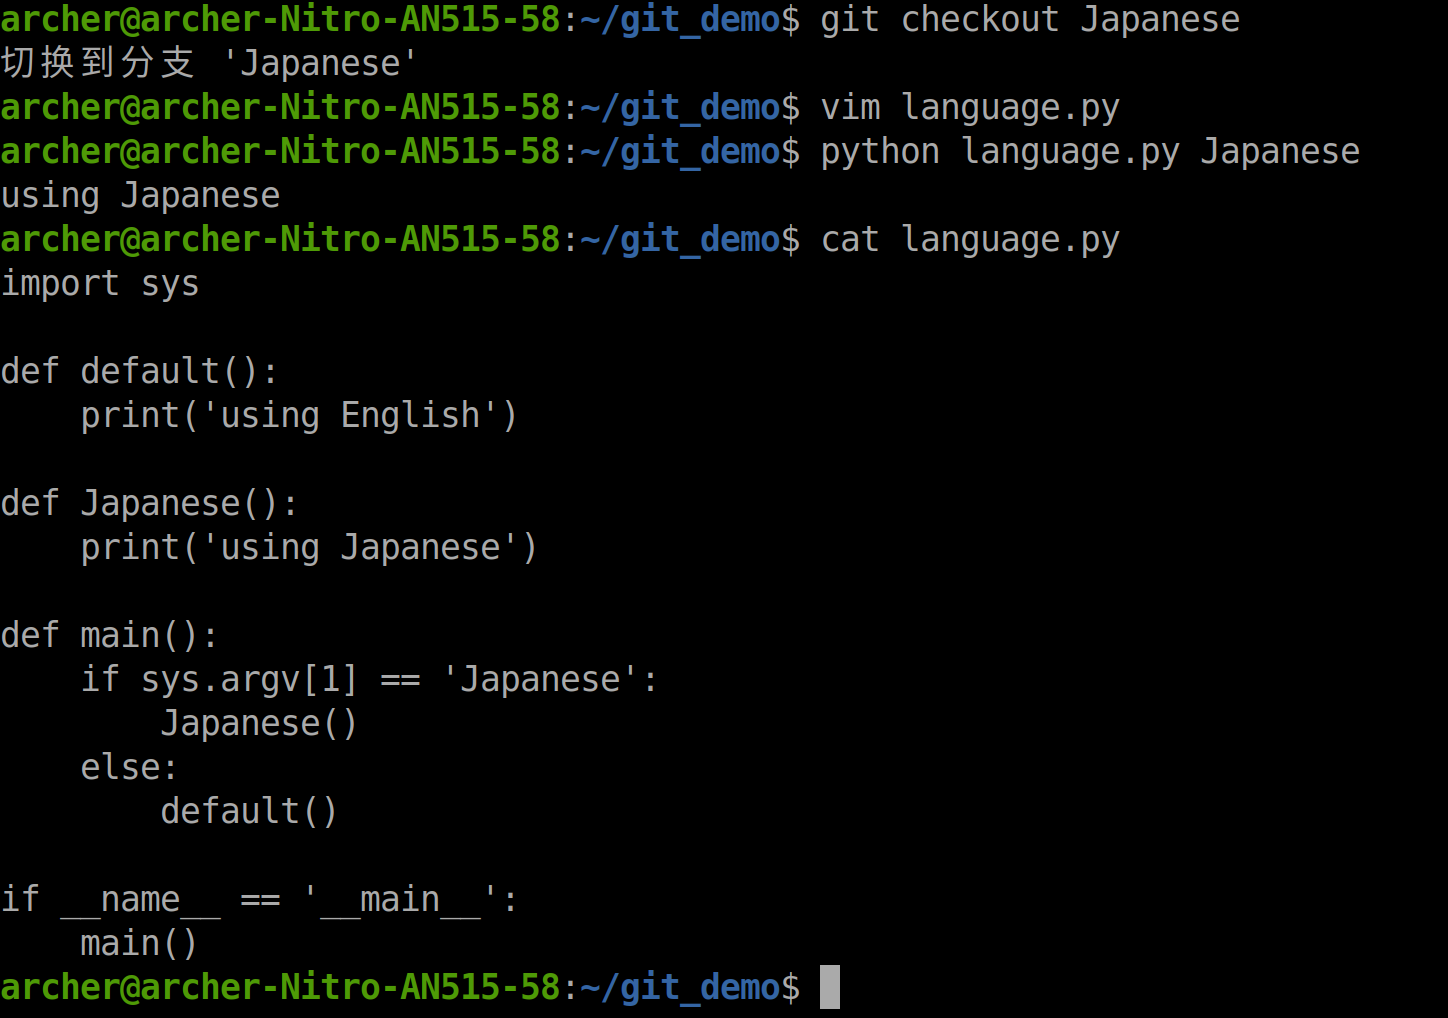 archer@archer-Nitro-AN515-58:~/git_demo$ git checkout Japanese
切换到分支 'Japanese'
archer@archer-Nitro-AN515-58:~/git_demo$ vim language.py
archer@archer-Nitro-AN515-58:~/git_demo$ python language.py Japanese
using Japanese
archer@archer-Nitro-AN515-58:~/git_demo$ cat language.py
import sys

def default():
    print('using English')

def Japanese():
    print('using Japanese')

def main():
    if sys.argv[1] == 'Japanese':
        Japanese()
    else:
        default()

if __name__ == '__main__':
    main()
archer@archer-Nitro-AN515-58:~/git_demo$